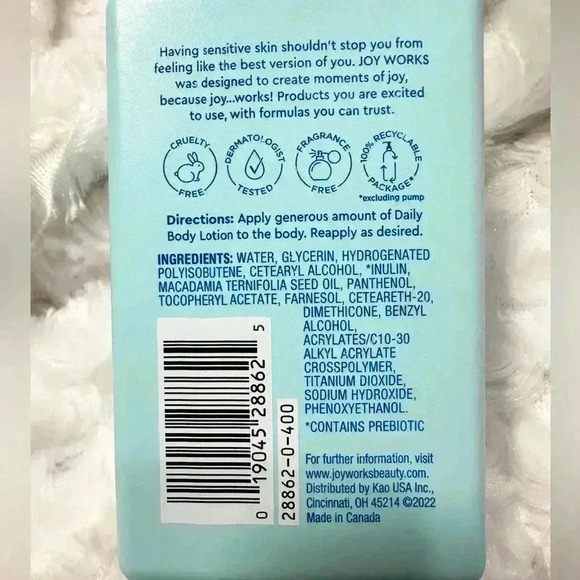 Having sensitive skin shouldn't stop you from
feeling like the best version of you. JOY WORKS
was designed to create moments of joy,
because joy...works! Products you are excited
to use, with formulas you can trust.
CRUELTY FREE
DERMATOLOGIST TESTED
FRAGRANCE FREE
100% RECYCLABLE PACKAGE*
*excluding pump
Directions: Apply generous amount of Daily
Body Lotion to the body. Reapply as desired.
INGREDIENTS: WATER, GLYCERIN, HYDROGENATED
POLYISOBUTENE, CETEARYL ALCOHOL, *INULIN,
MACADAMIA TERNIFOLIA SEED OIL, PANTHENOL,
TOCOPHERYL ACETATE, FARNESOL, CETEARETH-20,
DIMETHICONE, BENZYL
ALCOHOL,
ACRYLATES/C10-30
ALKYL ACRYLATE
CROSSPOLYMER,
TITANIUM DIOXIDE,
SODIUM HYDROXIDE,
PHENOXYETHANOL.
*CONTAINS PREBIOTIC
0 19045 28862 5
28862-0-400
For further information, visit
www.joyworksbeauty.com.
Distributed by Kao USA Inc.,
Cincinnati, OH 45214 ©2022
Made in Canada